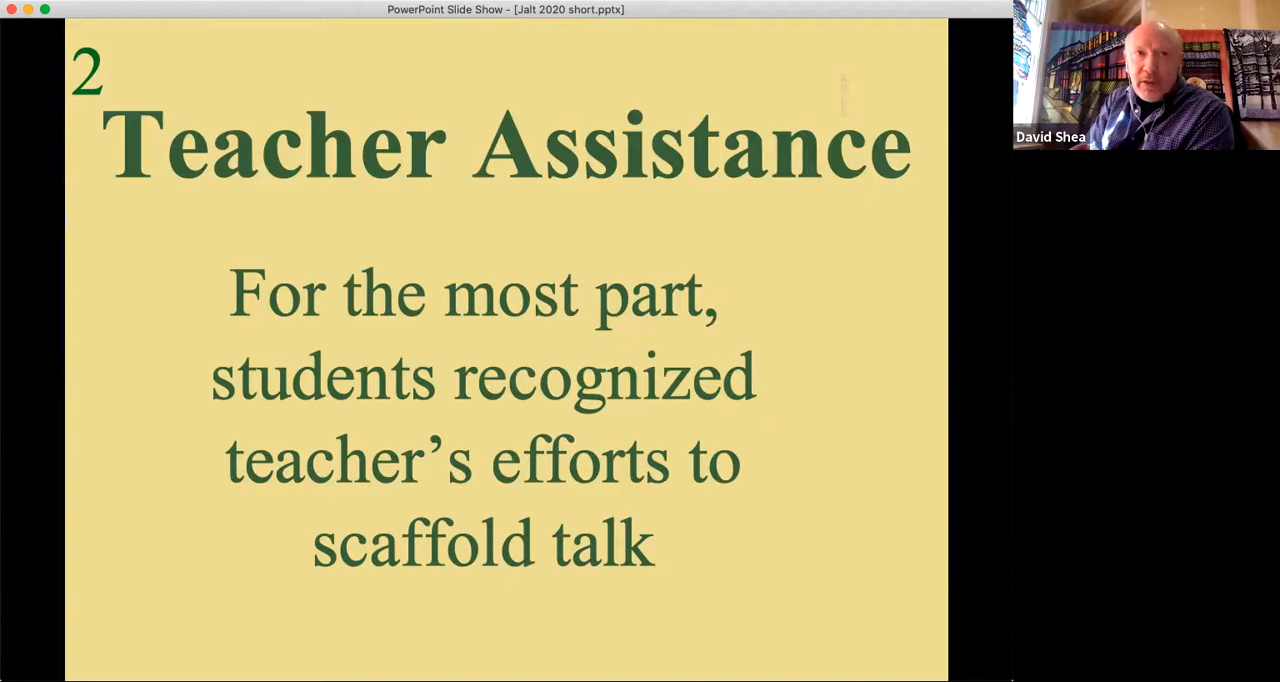 PowerPoint Slide Show - [Jalt 2020 short.pptx]
2
Teacher Assistance
For the most part,
students recognized
teacher’s efforts to
scaffold talk
David Shea